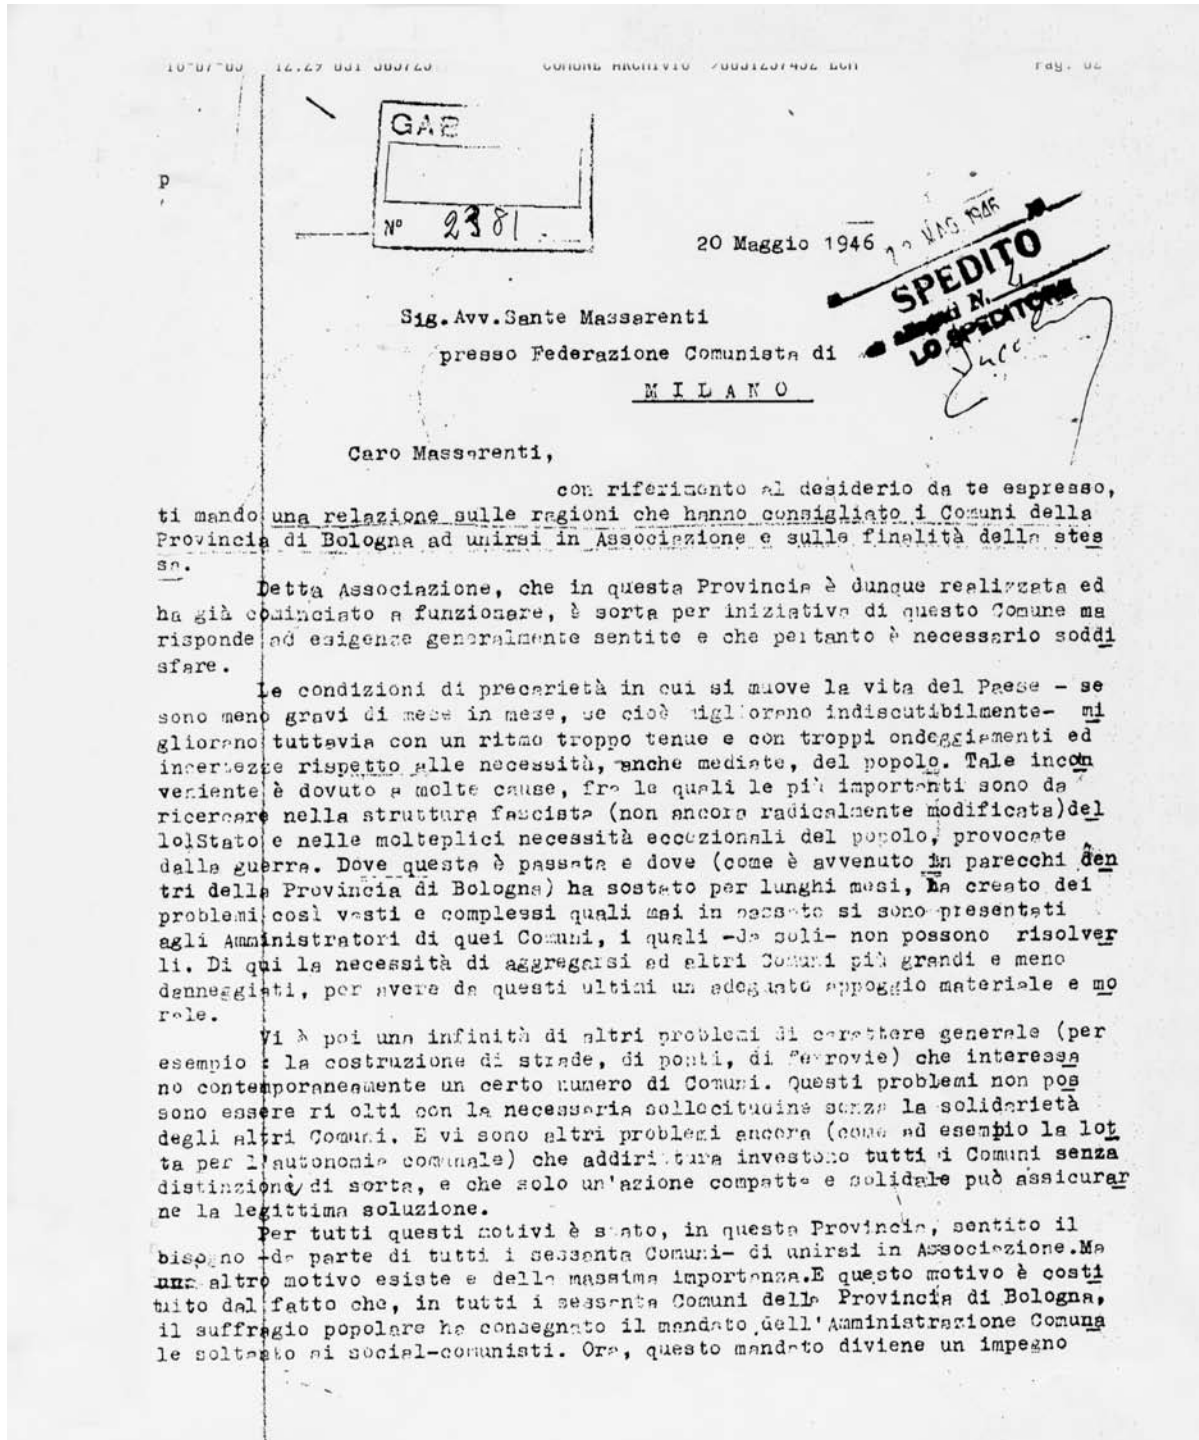 COMUNE ARCHIVIO
Pag. 02
GAB
P
Nº 2381
20 Maggio 1946
MAG. 1946
SPEDITO
N.
LO SPEDITORE
Sig.Avv.Sante Massarenti
presso Federazione Comunista di
MILANO
Caro Massarenti,
con riferimento al desiderio da te espresso,
ti mando una relazione sulle ragioni che hanno consigliato i Comuni della
Provincia di Bologna ad unirsi in Associazione e sulle finalità della stes
sa.
Detta Associazione, che in questa Provincia è dunque realizzata ed
ha già cominciato a funzionare, è sorta per iniziativa di questo Comune ma
risponde ad esigenze generalmente sentite e che pertanto è necessario soddi
sfare.
Le condizioni di precarietà in cui si muove la vita del Paese - se
sono meno gravi di mese in mese, se cioè migliorano indiscutibilmente- mi
gliorano tuttavia con un ritmo troppo tenue e con troppi ondeggiamenti ed
incertezze rispetto alle necessità, anche mediate, del popolo. Tale incon
veniente è dovuto a molte cause, fra le quali le più importanti sono da
ricercare nella struttura fascista (non ancora radicalmente modificata)del
lo Stato e nelle molteplici necessità eccezionali del popolo, provocate
dalla guerra. Dove questa è passata e dove (come è avvenuto in parecchi den
tri della Provincia di Bologna) ha sostato per lunghi mesi, ha creato dei
problemi così vasti e complessi quali mai in passato si sono presentati
agli Amministratori di quei Comuni, i quali -da soli- non possono risolver
li. Di qui la necessità di aggregarsi ad altri Comuni più grandi e meno
danneggiati, per avere da questi ultimi un adeguato appoggio materiale e mo
rale.
Vi è poi una infinità di altri problemi di carattere generale (per
esempio : la costruzione di strade, di ponti, di ferrovie) che interessa
no contemporaneamente un certo numero di Comuni. Questi problemi non pos
sono essere ri olti con la necessaria sollecitudine senza la solidarietà
degli altri Comuni. E vi sono altri problemi ancora (come ad esempio la lot
ta per l'autonomia comunale) che addirittura investono tutti i Comuni senza
distinzione di sorta, e che solo un'azione compatta e solidale può assicurar
ne la legittima soluzione.
Per tutti questi motivi è stato, in questa Provincia, sentito il
bisogno -da parte di tutti i sessanta Comuni- di unirsi in Associazione.Ma
una altro motivo esiste e della massima importanza.E questo motivo è costi
tuito dal fatto che, in tutti i sessanta Comuni della Provincia di Bologna,
il suffragio popolare ha consegnato il mandato dell'Amministrazione Comuna
le soltanto ai social-comunisti. Ora, questo mandato diviene un impegno